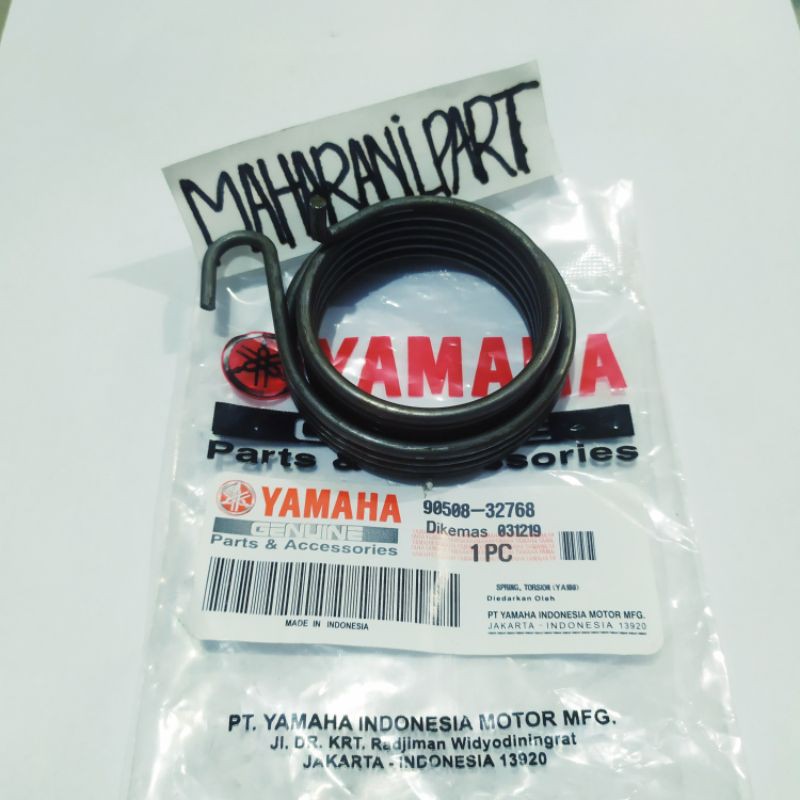 MAHARANI PART
YAMAHA
Parts & Accessories
YAMAHA
GENUINE
Parts & Accessories
90508-32768
Dikemas 031219
1 PC
MADE IN INDONESIA
SPRING, TORSION
Diedarkan Oleh
PT YAMAHA INDONESIA MOTOR MFG.
JAKARTA - INDONESIA 13920
PT. YAMAHA INDONESIA MOTOR MFG.
Jl. DR. KRT. Radjiman Widyodiningrat
JAKARTA - INDONESIA 13920